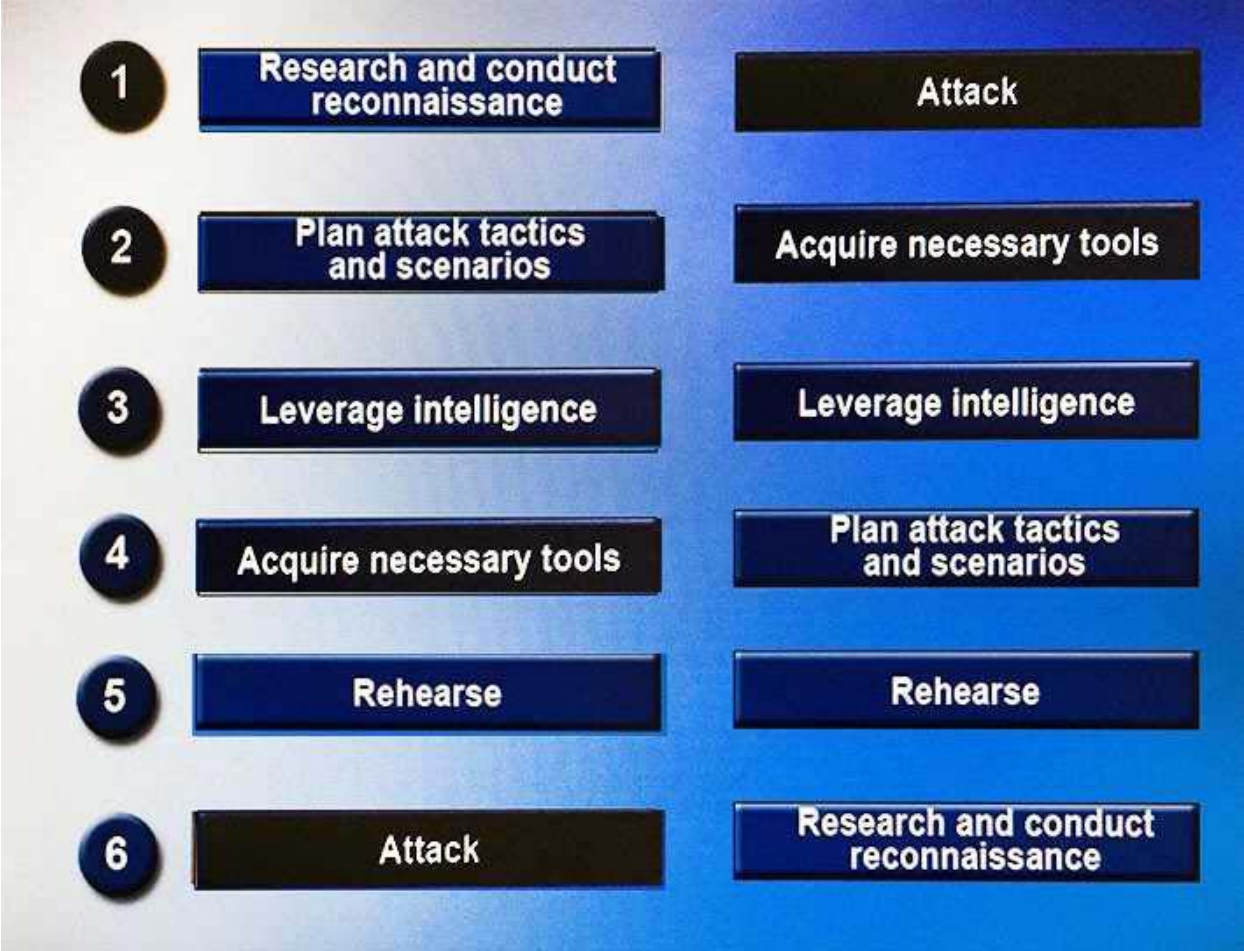 1
Research and conduct
reconnaissance
Attack
2
Plan attack tactics
and scenarios
Acquire necessary tools
3
Leverage intelligence
Leverage intelligence
4
Acquire necessary tools
Plan attack tactics
and scenarios
5
Rehearse
Rehearse
6
Attack
Research and conduct
reconnaissance